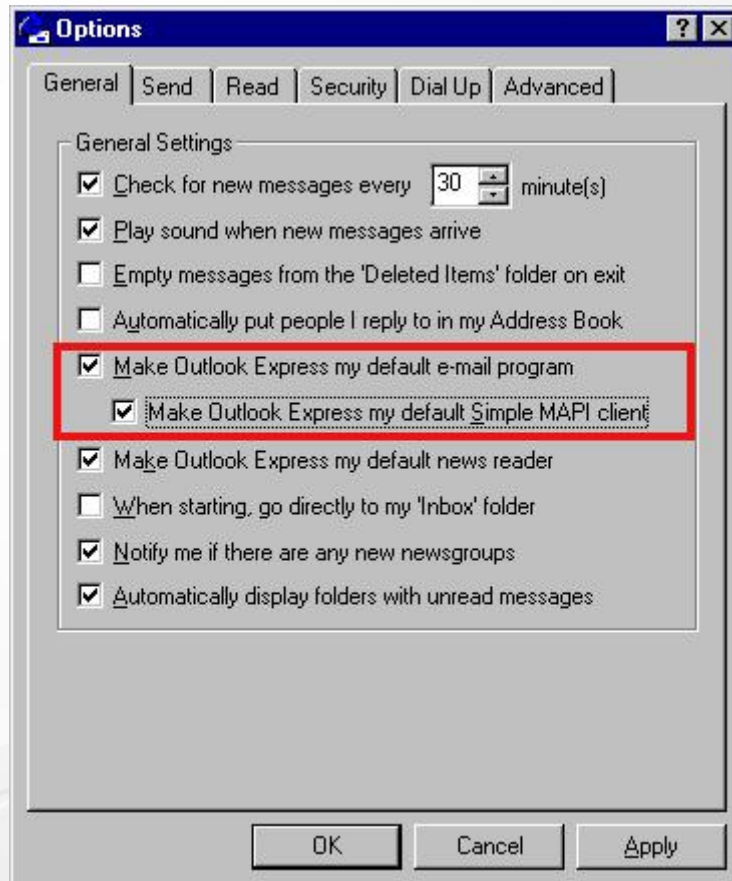 Options
General Send Read Security Dial Up Advanced
General Settings
Check for new messages every 30 minute(s)
Play sound when new messages arrive
Empty messages from the 'Deleted Items' folder on exit
Automatically put people I reply to in my Address Book
Make Outlook Express my default e-mail program
Make Outlook Express my default Simple MAPI client
Make Outlook Express my default news reader
When starting, go directly to my 'Inbox' folder
Notify me if there are any new newsgroups
Automatically display folders with unread messages
OK Cancel Apply